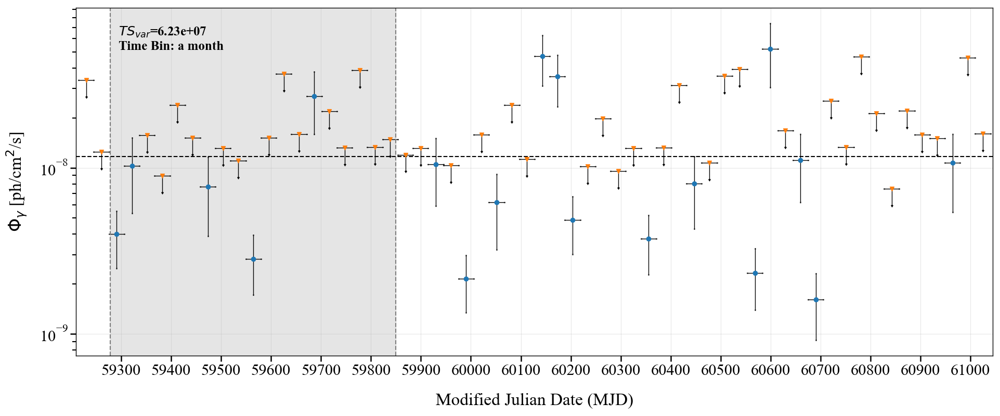 TS_var=6.23e+07
Time Bin: a month
Φ_γ [ph/cm²/s]
10⁻⁸
10⁻⁹
59300 59400 59500 59600 59700 59800 59900 60000 60100 60200 60300 60400 60500 60600 60700 60800 60900 61000
Modified Julian Date (MJD)